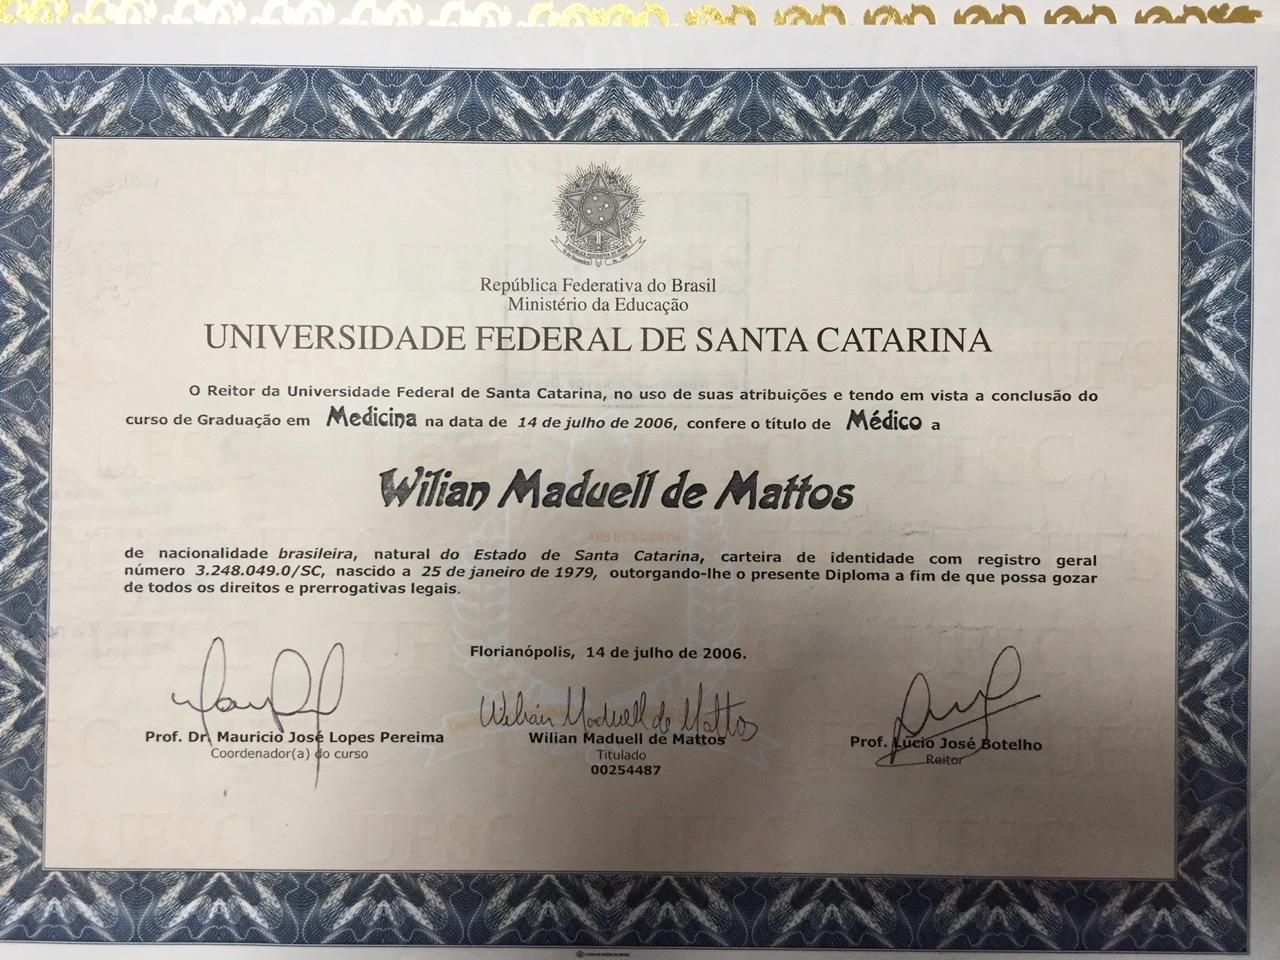 República Federativa do Brasil
Ministério da Educação
UNIVERSIDADE FEDERAL DE SANTA CATARINA
O Reitor da Universidade Federal de Santa Catarina, no uso de suas atribuições e tendo em vista a conclusão do
curso de Graduação em Medicina na data de 14 de julho de 2006, confere o título de Médico a
Wilian Maduell de Mattos
ARS ET SCIENTIA
de nacionalidade brasileira, natural do Estado de Santa Catarina, carteira de identidade com registro geral
número 3.248.049.0/SC, nascido a 25 de janeiro de 1979, outorgando-lhe o presente Diploma a fim de que possa gozar
de todos os direitos e prerrogativas legais.
Florianópolis, 14 de julho de 2006.
Wilian Maduell de Mattos
Prof. Dr. Mauricio José Lopes Pereima
Coordenador(a) do curso
Wilian Maduell de Mattos
Titulado
00254487
Prof. Lúcio José Botelho
Reitor